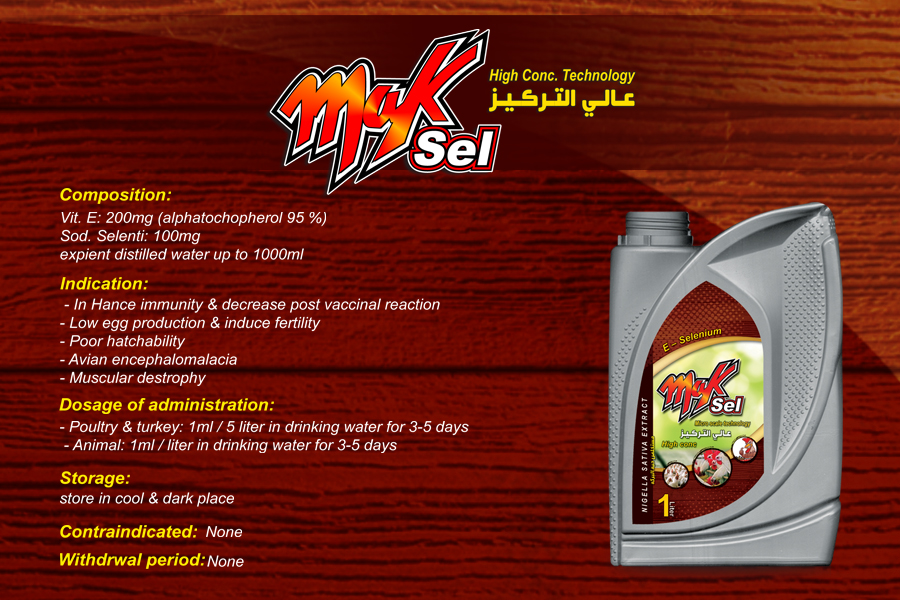 MaK
Sel
High Conc. Technology
عالي التركيز
Composition:
Vit. E: 200mg (alphatochopherol 95 %)
Sod. Selenti: 100mg
expient distilled water up to 1000ml
Indication:
- In Hance immunity & decrease post vaccinal reaction
- Low egg production & induce fertility
- Poor hatchability
- Avian encephalomalacia
- Muscular destrophy
Dosage of administration:
- Poultry & turkey: 1ml / 5 liter in drinking water for 3-5 days
- Animal: 1ml / liter in drinking water for 3-5 days
Storage:
store in cool & dark place
Contraindicated: None
Withdrwal period: None
E – Selenium
MaK
Sel
Micro scale technology
عالي التركيز
High conc
NIGELLA SATIVA EXTRACT
1 Liter